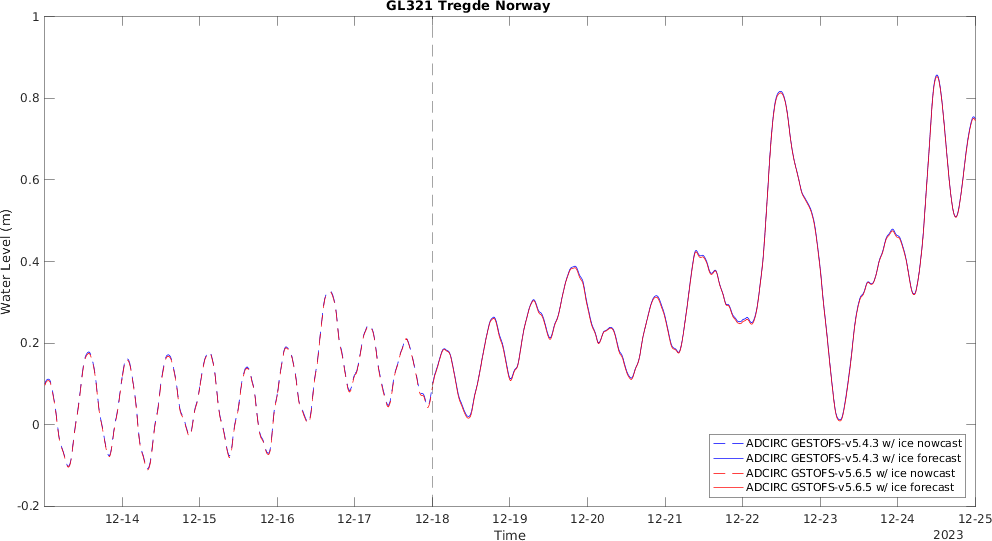 GL321 Tregde Norway
Water Level (m)
1
0.8
0.6
0.4
0.2
0
-0.2
ADCIRC GESTOFS-v5.4.3 w/ ice nowcast
ADCIRC GESTOFS-v5.4.3 w/ ice forecast
ADCIRC GSTOFS-v5.6.5 w/ ice nowcast
ADCIRC GSTOFS-v5.6.5 w/ ice forecast
12-14 12-15 12-16 12-17 12-18 12-19 12-20 12-21 12-22 12-23 12-24 12-25
Time
2023